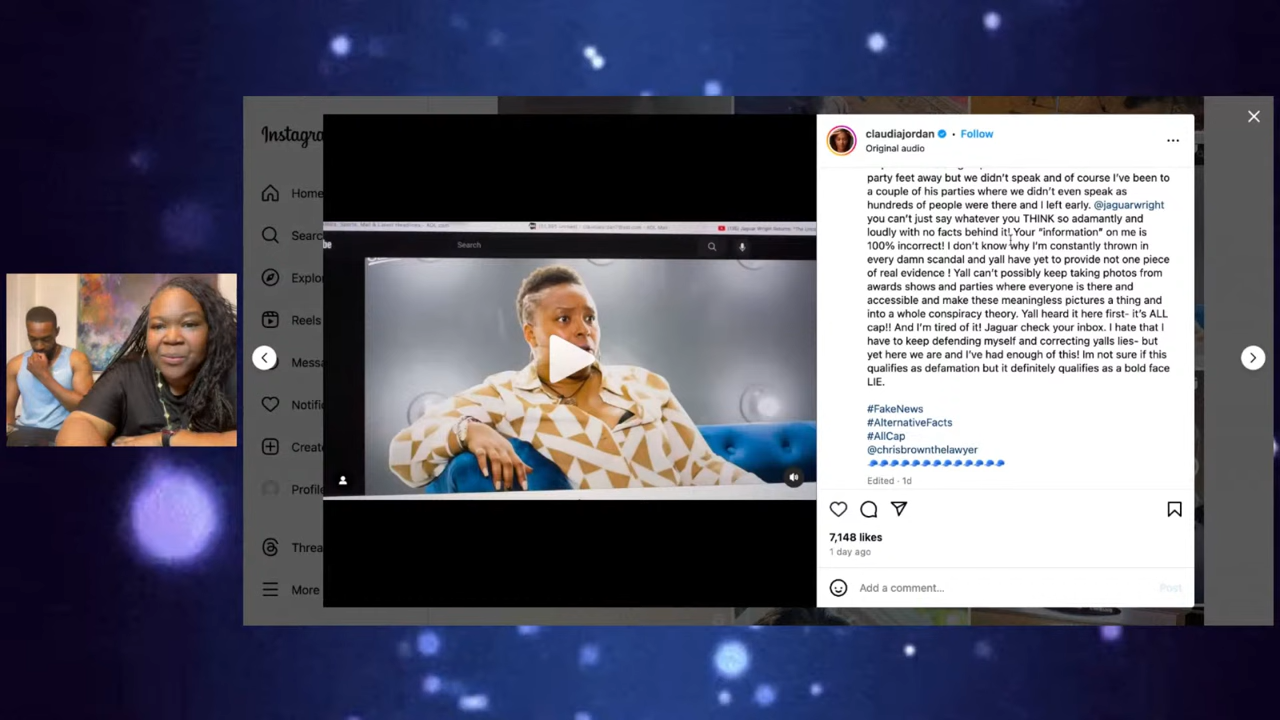 Instagra
Home
Searc
Explo
Reels
Messa
Notific
Create
Profile
Threa
More
be
Search
claudiajordan • Follow
Original audio
party feet away but we didn't speak and of course I've been to
a couple of his parties where we didn't even speak as
hundreds of people were there and I left early. @jaguarwright
you can't just say whatever you THINK so adamantly and
loudly with no facts behind it! Your "information" on me is
100% incorrect! I don't know why I'm constantly thrown in
every damn scandal and yall have yet to provide not one piece
of real evidence ! Yall can't possibly keep taking photos from
awards shows and parties where everyone is there and
accessible and make these meaningless pictures a thing and
into a whole conspiracy theory. Yall heard it here first- it's ALL
cap!! And I'm tired of it! Jaguar check your inbox. I hate that I
have to keep defending myself and correcting yalls lies- but
yet here we are and I've had enough of this! Im not sure if this
qualifies as defamation but it definitely qualifies as a bold face
LIE.
#FakeNews
#AlternativeFacts
#AllCap
@chrisbrownthelawyer
Edited · 1d
7,148 likes
1 day ago
Add a comment...
Post